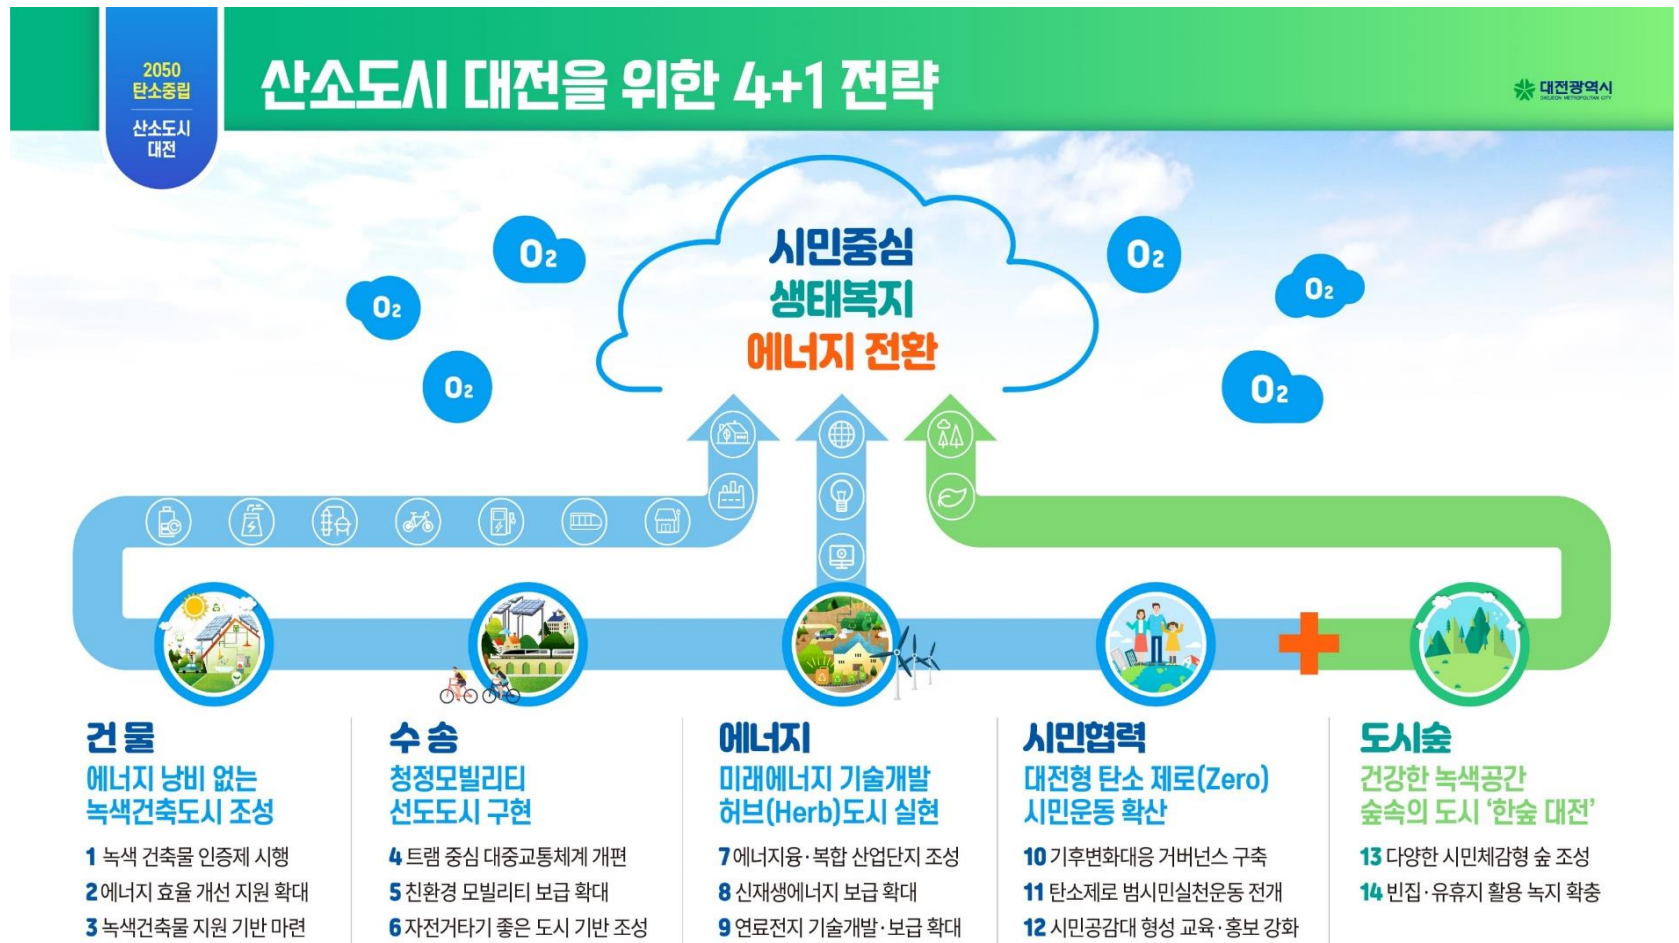 2050
탄소중립
산소도시
대전
산소도시 대전을 위한 4+1 전략
대전광역시
DAEJEON METROPOLITAN CITY
시민중심
생태복지
에너지 전환
O2
O2
O2
O2
O2
O2
건물
에너지 낭비 없는
녹색건축도시 조성
1 녹색 건축물 인증제 시행
2 에너지 효율 개선 지원 확대
3 녹색건축물 지원 기반 마련
수송
청정모빌리티
선도도시 구현
4 트램 중심 대중교통체계 개편
5 친환경 모빌리티 보급 확대
6 자전거타기 좋은 도시 기반 조성
에너지
미래에너지 기술개발
허브(Herb)도시 실현
7 에너지융·복합 산업단지 조성
8 신재생에너지 보급 확대
9 연료전지 기술개발·보급 확대
시민협력
대전형 탄소 제로(Zero)
시민운동 확산
10 기후변화대응 거버넌스 구축
11 탄소제로 범시민실천운동 전개
12 시민공감대 형성 교육·홍보 강화
도시숲
건강한 녹색공간
숲속의 도시 ‘한숲 대전’
13 다양한 시민체감형 숲 조성
14 빈집·유휴지 활용 녹지 확충